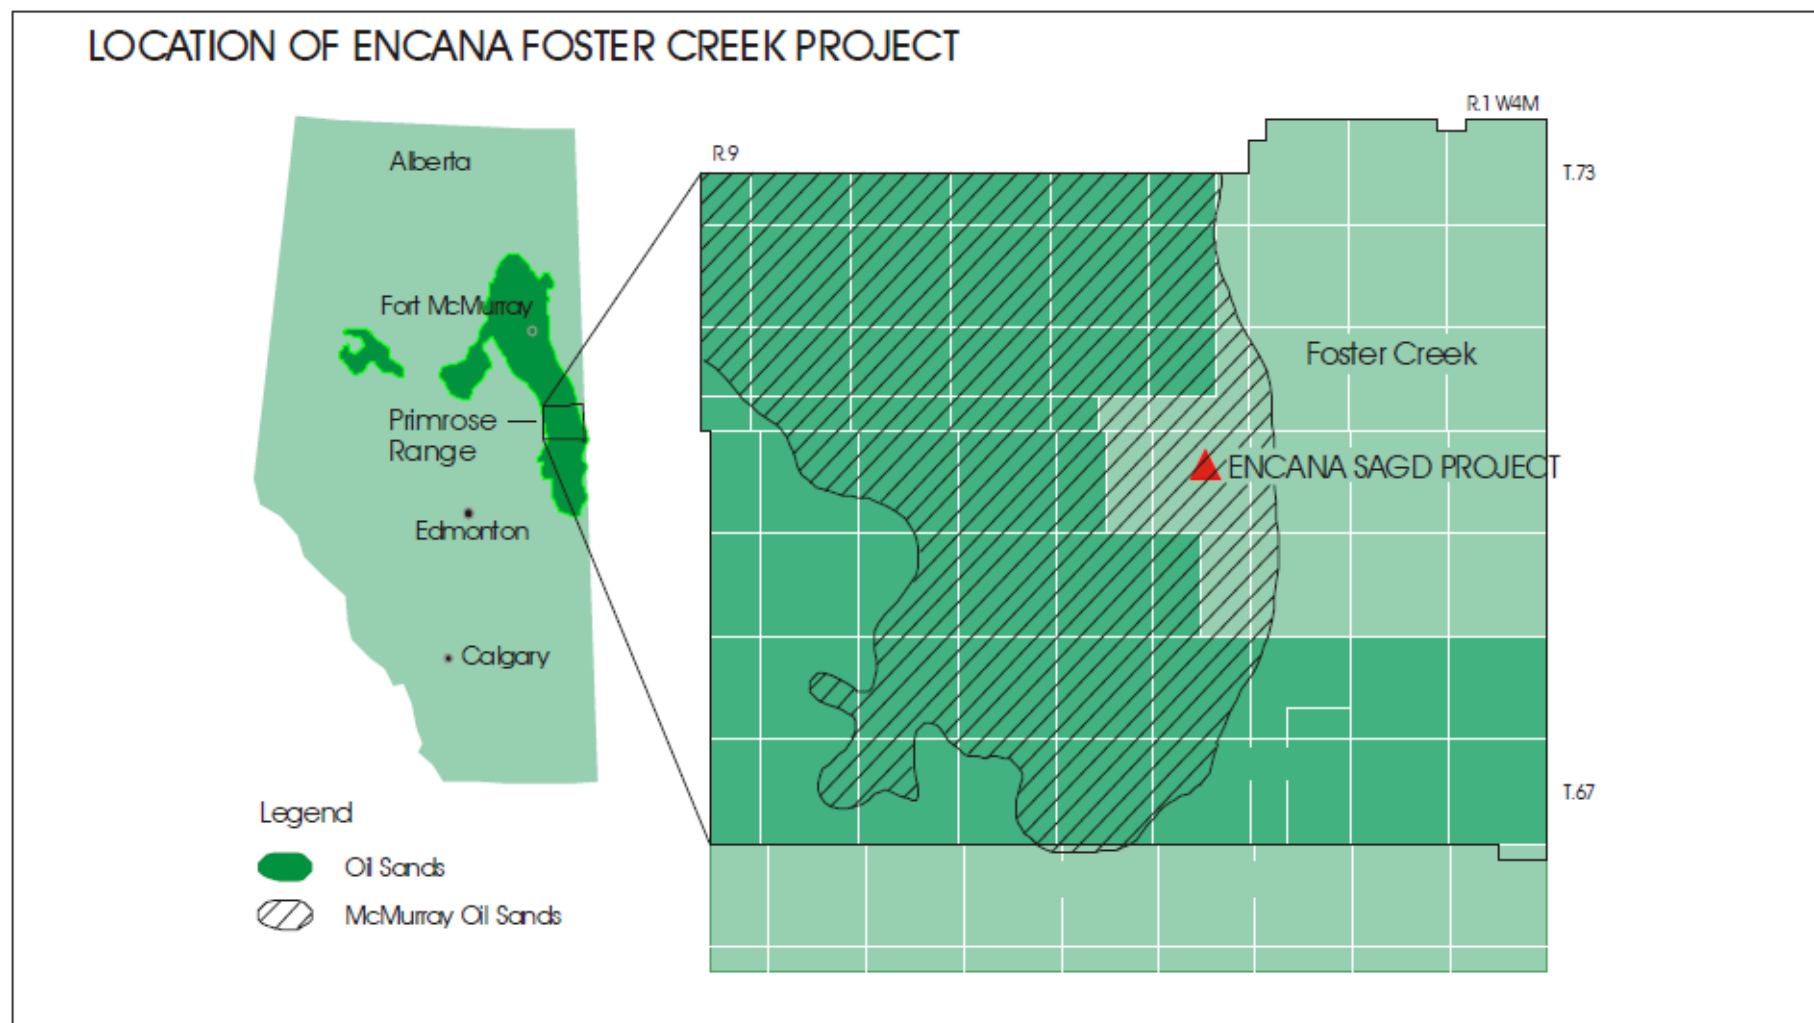 LOCATION OF ENCANA FOSTER CREEK PROJECT
R.1 W4M
Alberta
R.9
T.73
Fort McMurray
Foster Creek
Primrose
Range
ENCANA SAGD PROJECT
Edmonton
Calgary
T.67
Legend
Oil Sands
McMurray Oil Sands